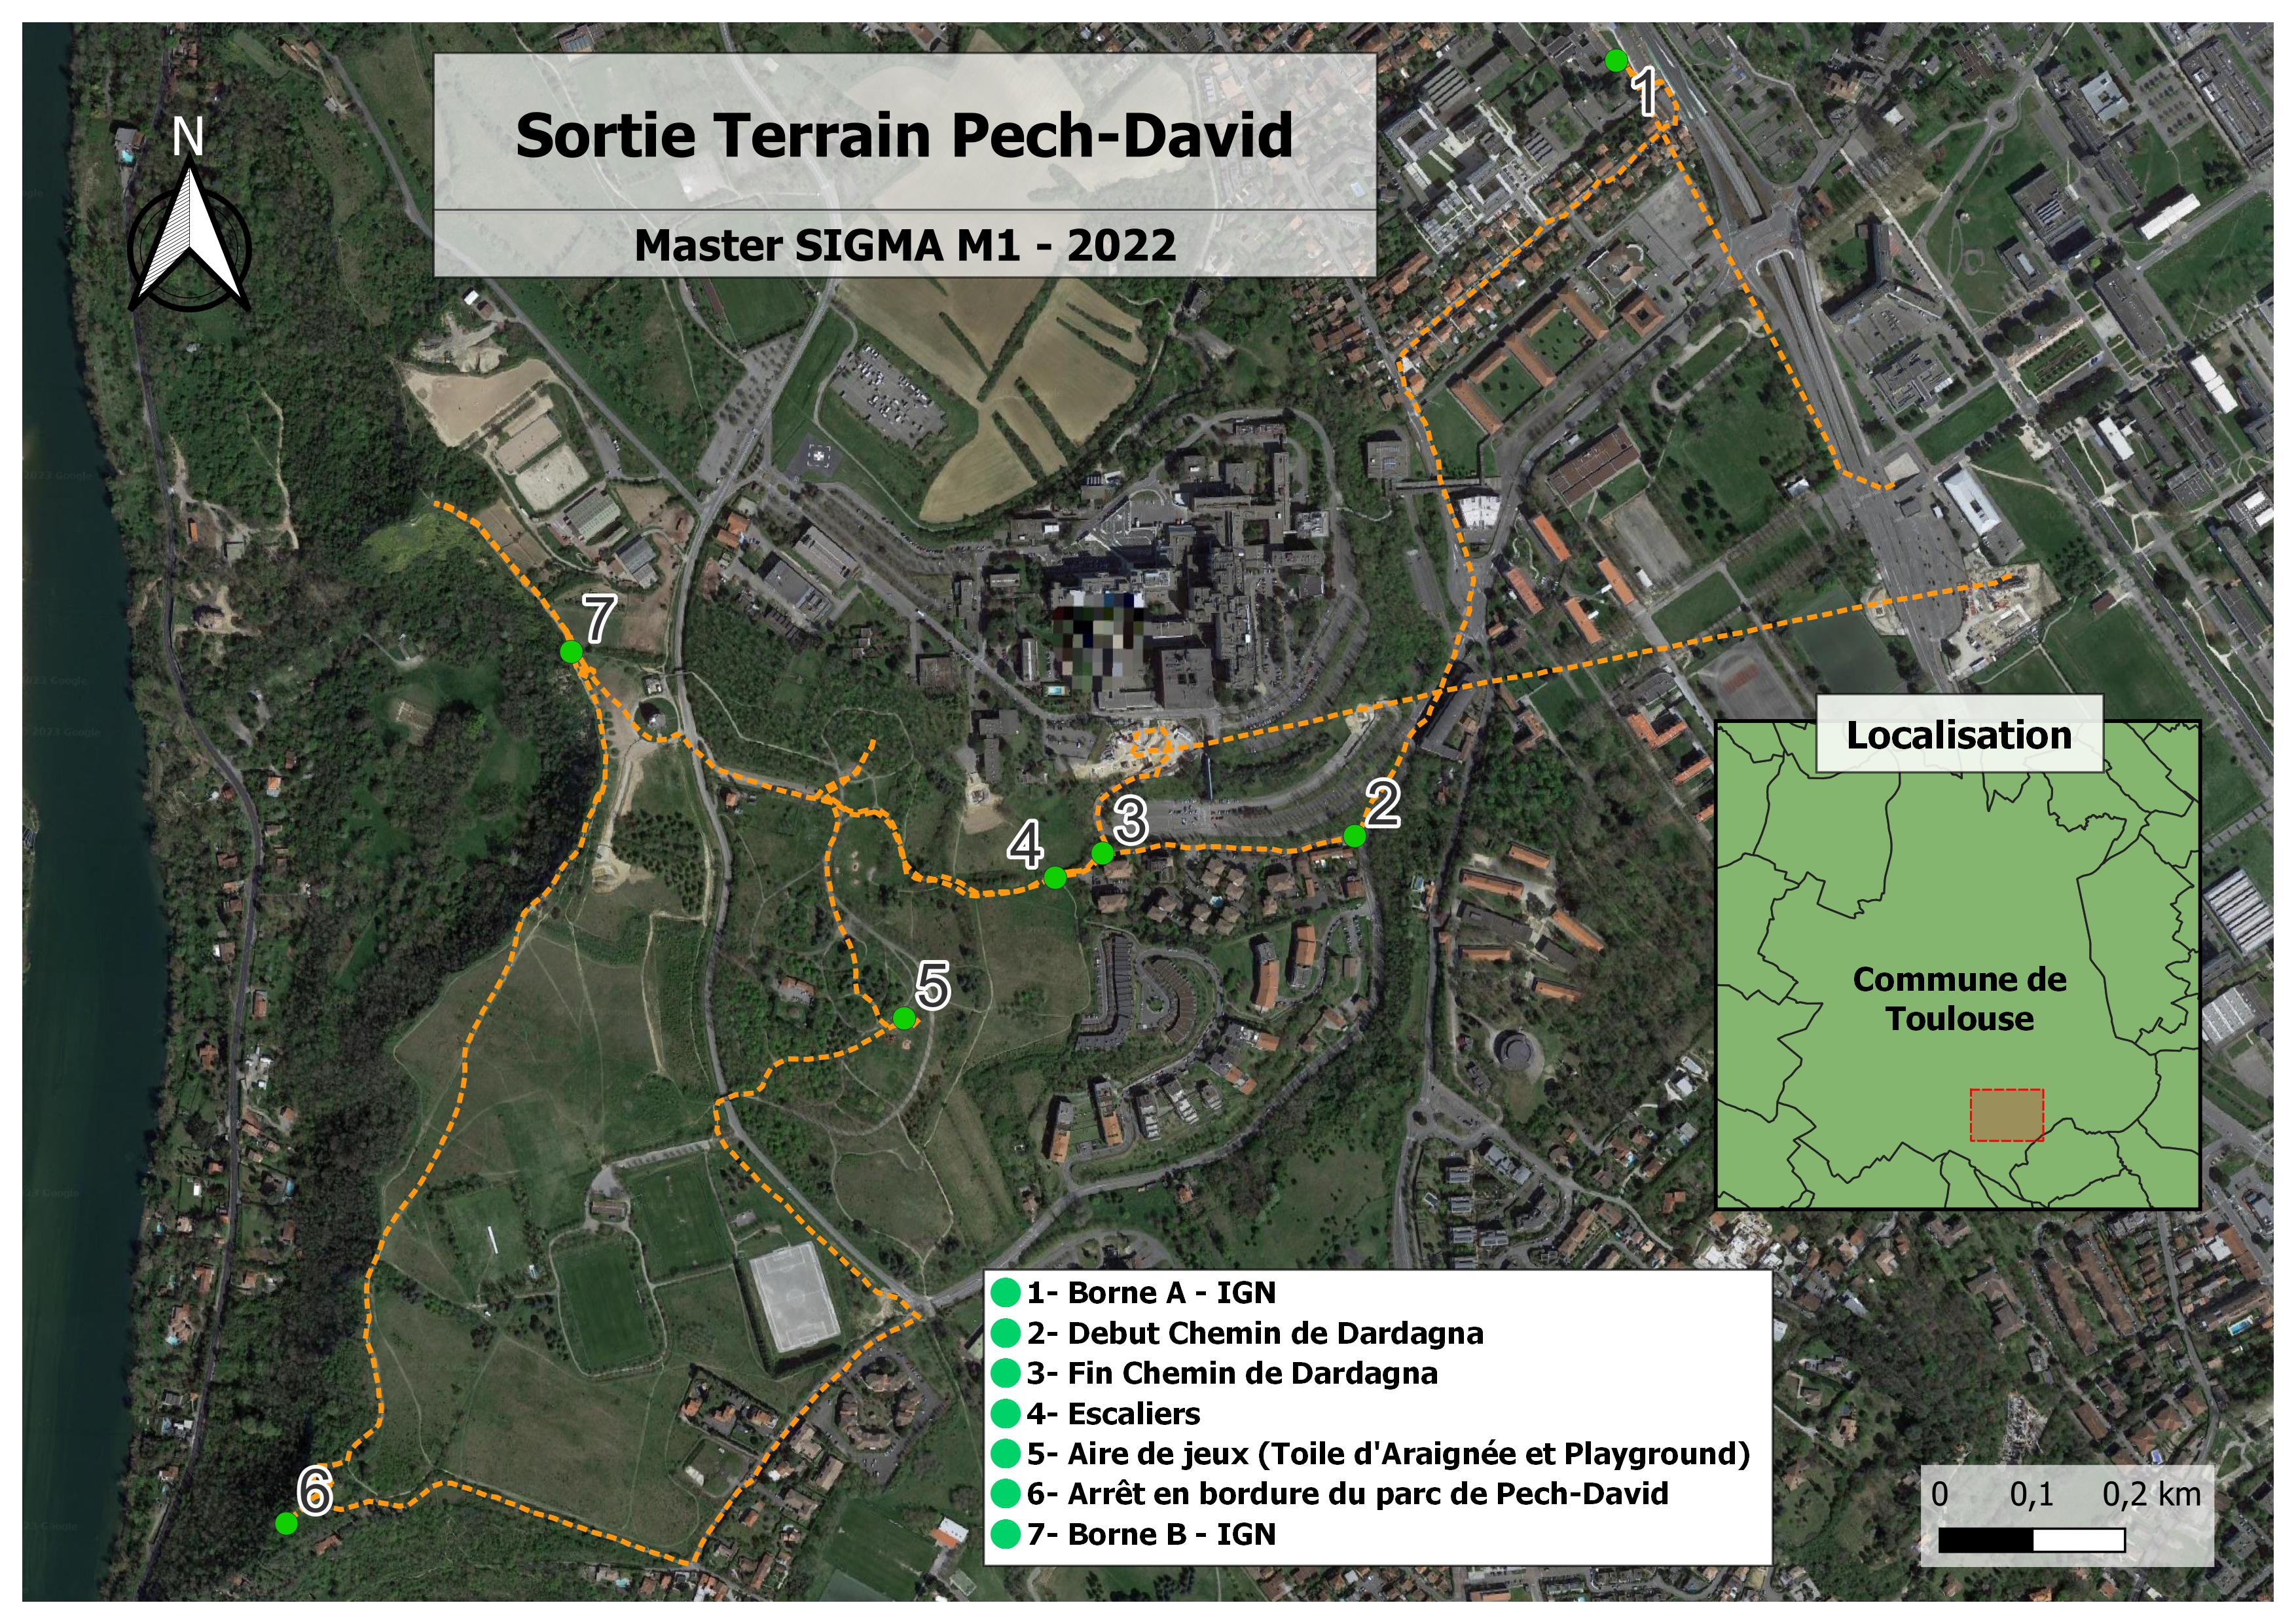 Sortie Terrain Pech-David
Master SIGMA M1 - 2022
N
1
7
2
3
4
5
6
Localisation
Commune de
Toulouse
1- Borne A - IGN
2- Debut Chemin de Dardagna
3- Fin Chemin de Dardagna
4- Escaliers
5- Aire de jeux (Toile d'Araignée et Playground)
6- Arrêt en bordure du parc de Pech-David
7- Borne B - IGN
0 0,1 0,2 km